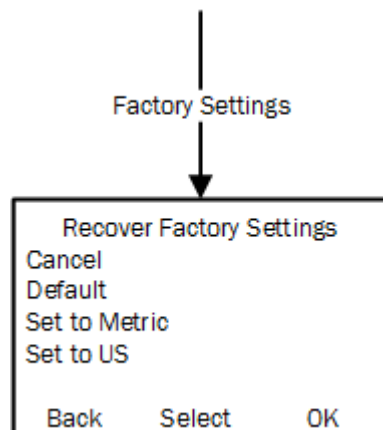 Factory Settings
Recover Factory Settings
Cancel
Default
Set to Metric
Set to US
Back Select OK